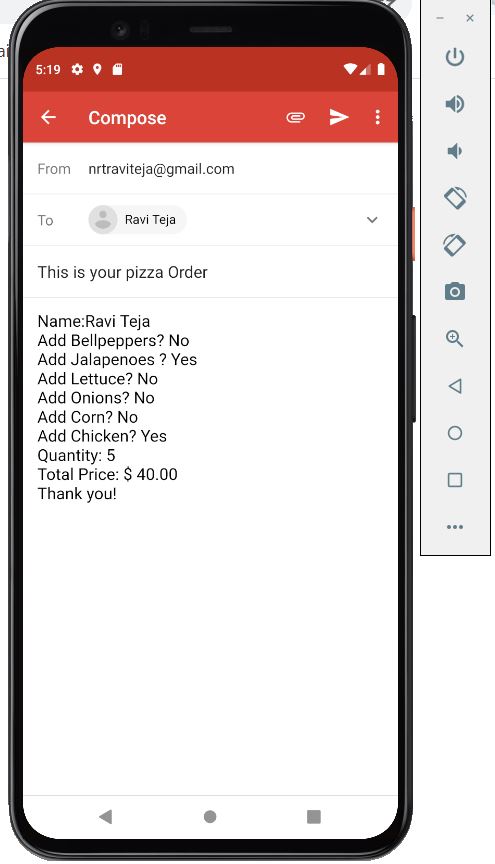 5:19
Compose
From nrtraviteja@gmail.com
To Ravi Teja
This is your pizza Order
Name:Ravi Teja
Add Bellpeppers? No
Add Jalapenoes ? Yes
Add Lettuce? No
Add Onions? No
Add Corn? No
Add Chicken? Yes
Quantity: 5
Total Price: $ 40.00
Thank you!